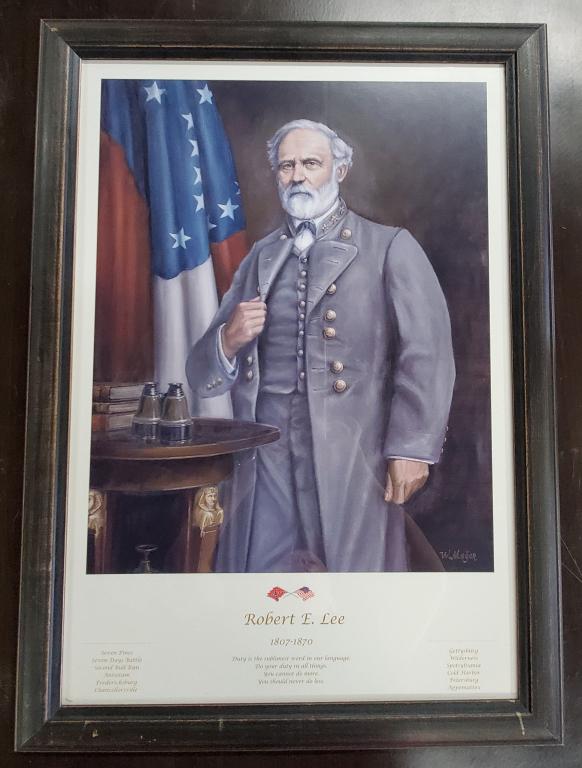 W. Mayer
Robert E. Lee
1807-1870
Seven Pines
Seven Days Battle
Second Bull Run
Antietam
Fredericksburg
Chancellorsville
Duty is the sublimest word in our language.
Do your duty in all things.
You cannot do more.
You should never do less.
Gettysburg
Wilderness
Spotsylvania
Cold Harbor
Petersburg
Appomattox